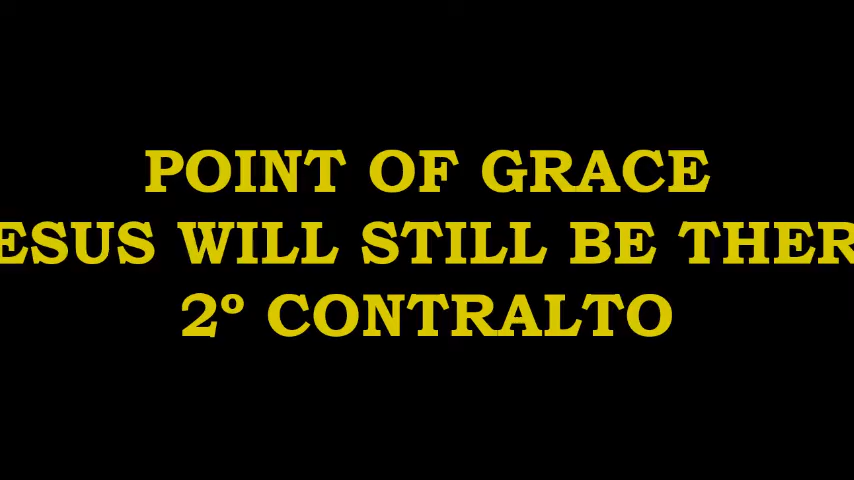 POINT OF GRACE
ESUS WILL STILL BE THER
2º CONTRALTO